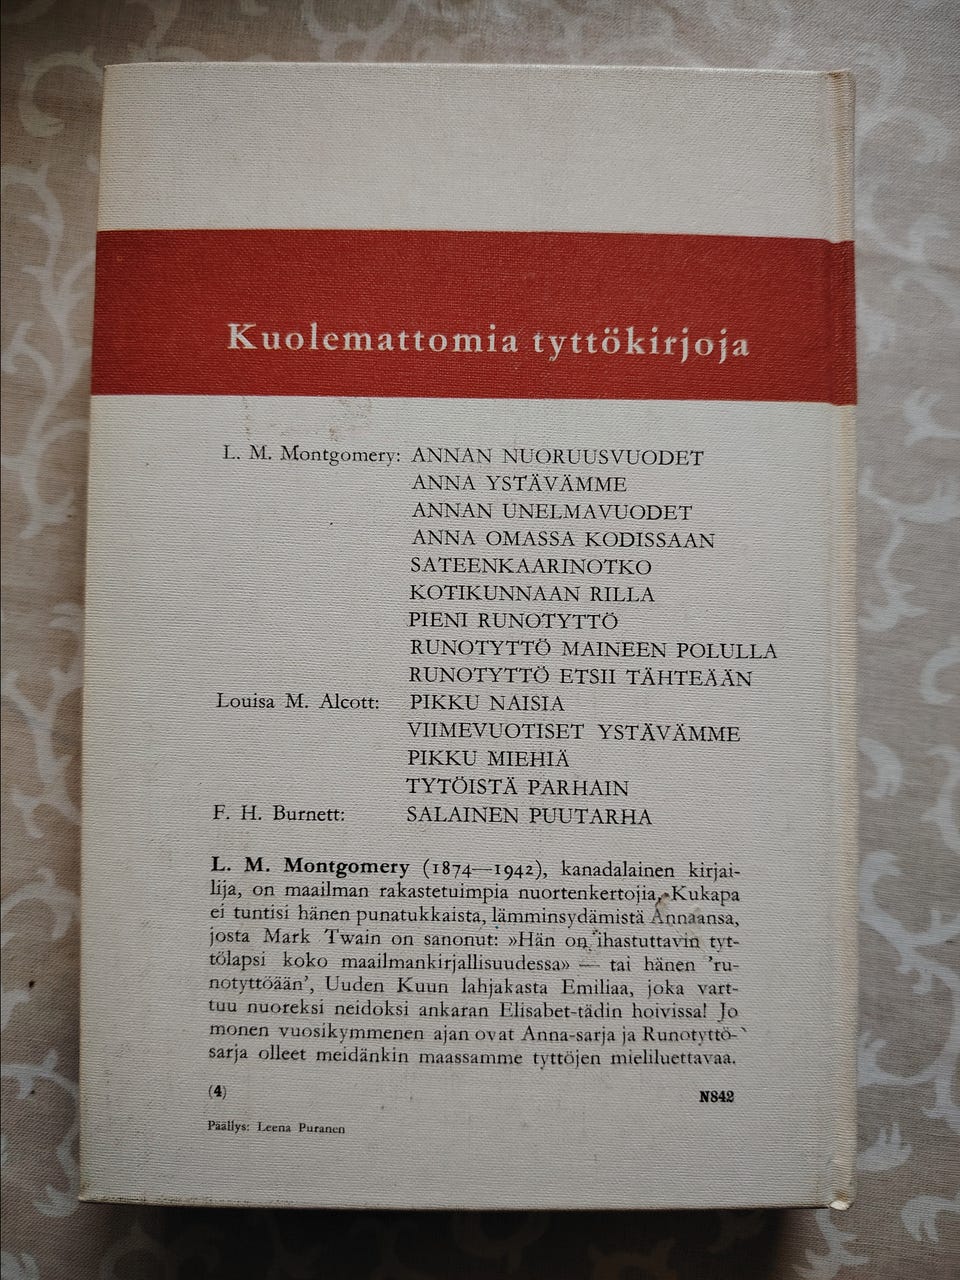 Kuolemattomia tyttökirjoja
L. M. Montgomery: ANNAN NUORUUSVUODET
ANNA YSTÄVÄMME
ANNAN UNELMAVUODET
ANNA OMASSA KODISSAAN
SATEENKAARINOTKO
KOTIKUNNAAN RILLA
PIENI RUNOTYTTÖ
RUNOTYTTÖ MAINEEN POLULLA
RUNOTYTTÖ ETSII TÄHTEÄÄN
Louisa M. Alcott: PIKKU NAISIA
VIIMEVUOTISET YSTÄVÄMME
PIKKU MIEHIÄ
TYTÖISTÄ PARHAIN
F. H. Burnett: SALAINEN PUUTARHA
L. M. Montgomery (1874—1942), kanadalainen kirjai-
lija, on maailman rakastetuimpia nuortenkertojia. Kukapa
ei tuntisi hänen punatukkaista, lämminsydämistä Annaansa,
josta Mark Twain on sanonut: »Hän on ihastuttavin tyt-
tölapsi koko maailmankirjallisuudessa» — tai hänen 'ru-
notyttöään', Uuden Kuun lahjakasta Emiliaa, joka vart-
tuu nuoreksi neidoksi ankaran Elisabet-tädin hoivissa! Jo
monen vuosikymmenen ajan ovat Anna-sarja ja Runotyttö-
sarja olleet meidänkin maassamme tyttöjen mieliluettavaa.
(4) N842
Päällys: Leena Puranen